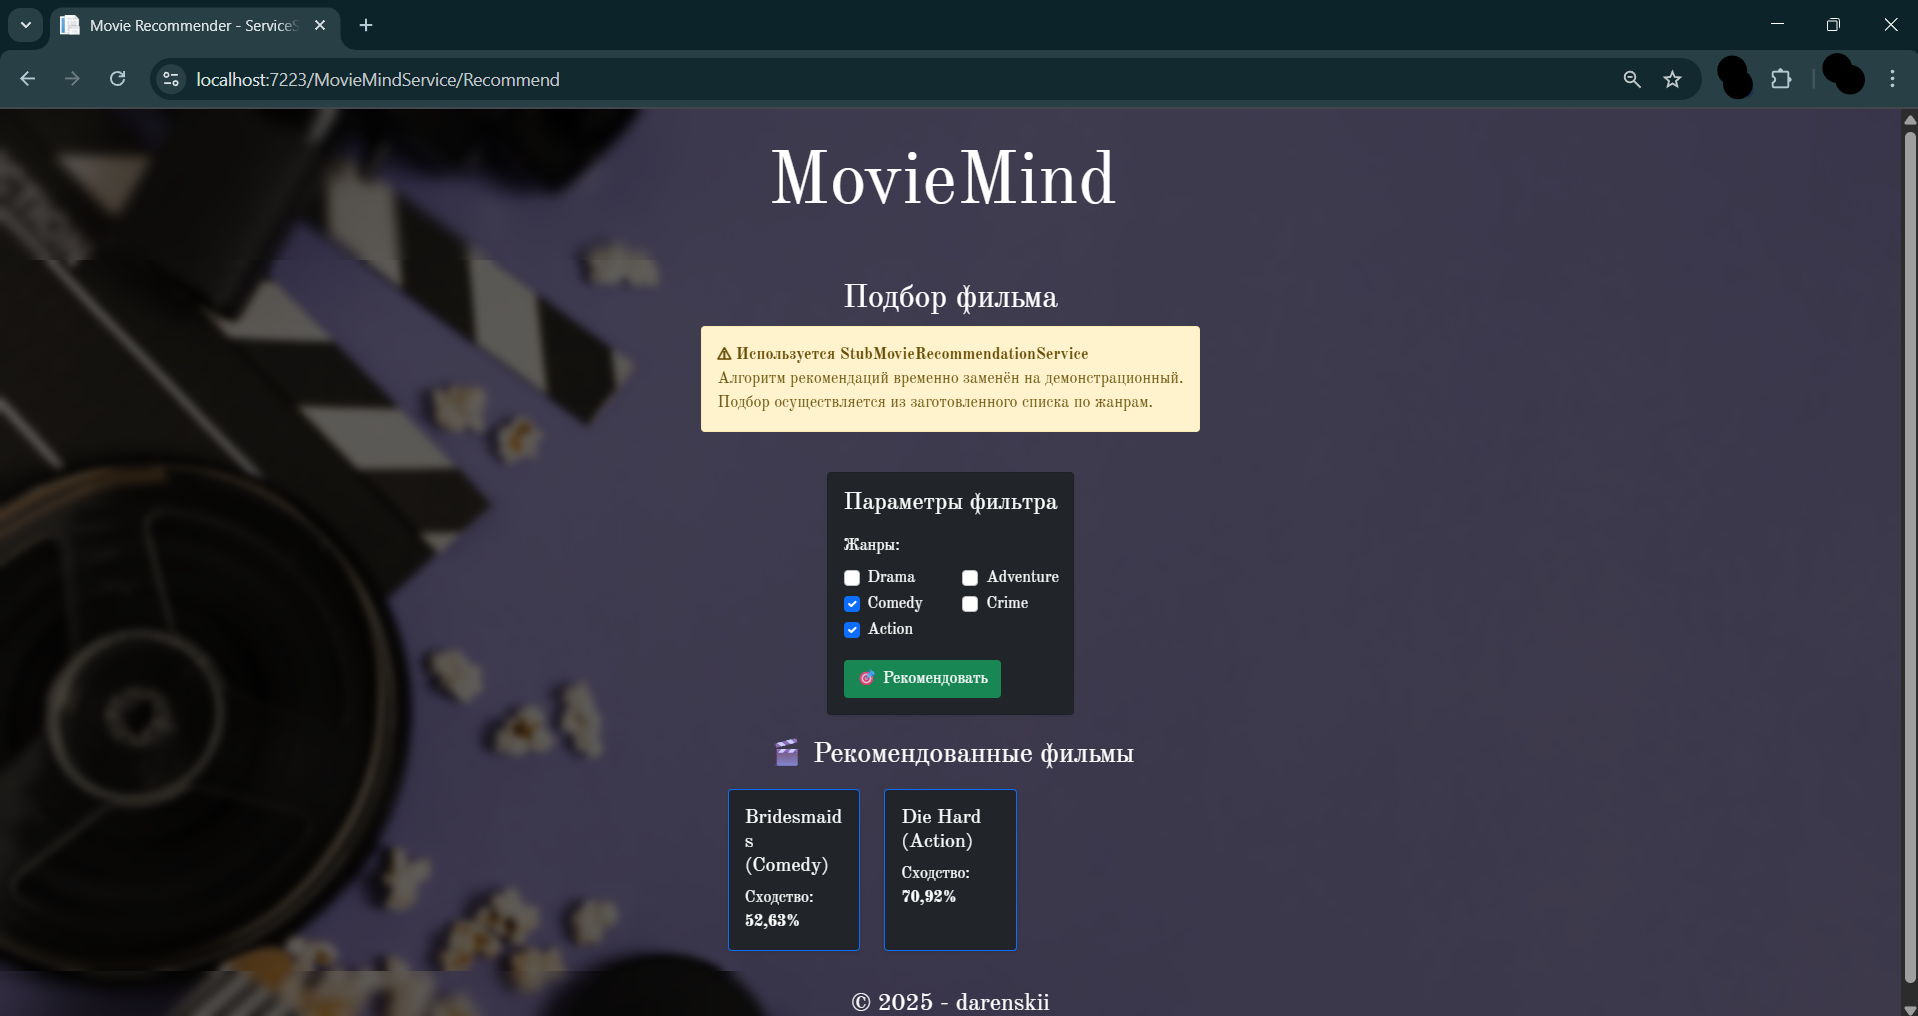 Movie Recommender - ServiceS
localhost:7223/MovieMindService/Recommend
MovieMind
Подбор фильма
⚠ Используется StubMovieRecommendationService
Алгоритм рекомендаций временно заменён на демонстрационный.
Подбор осуществляется из заготовленного списка по жанрам.
Параметры фильтра
Жанры:
Drama
Adventure
Comedy
Crime
Action
🎯 Рекомендовать
🎬 Рекомендованные фильмы
Bridesmaid
s
(Comedy)
Сходство:
52,63%
Die Hard
(Action)
Сходство:
70,92%
© 2025 - darenskii